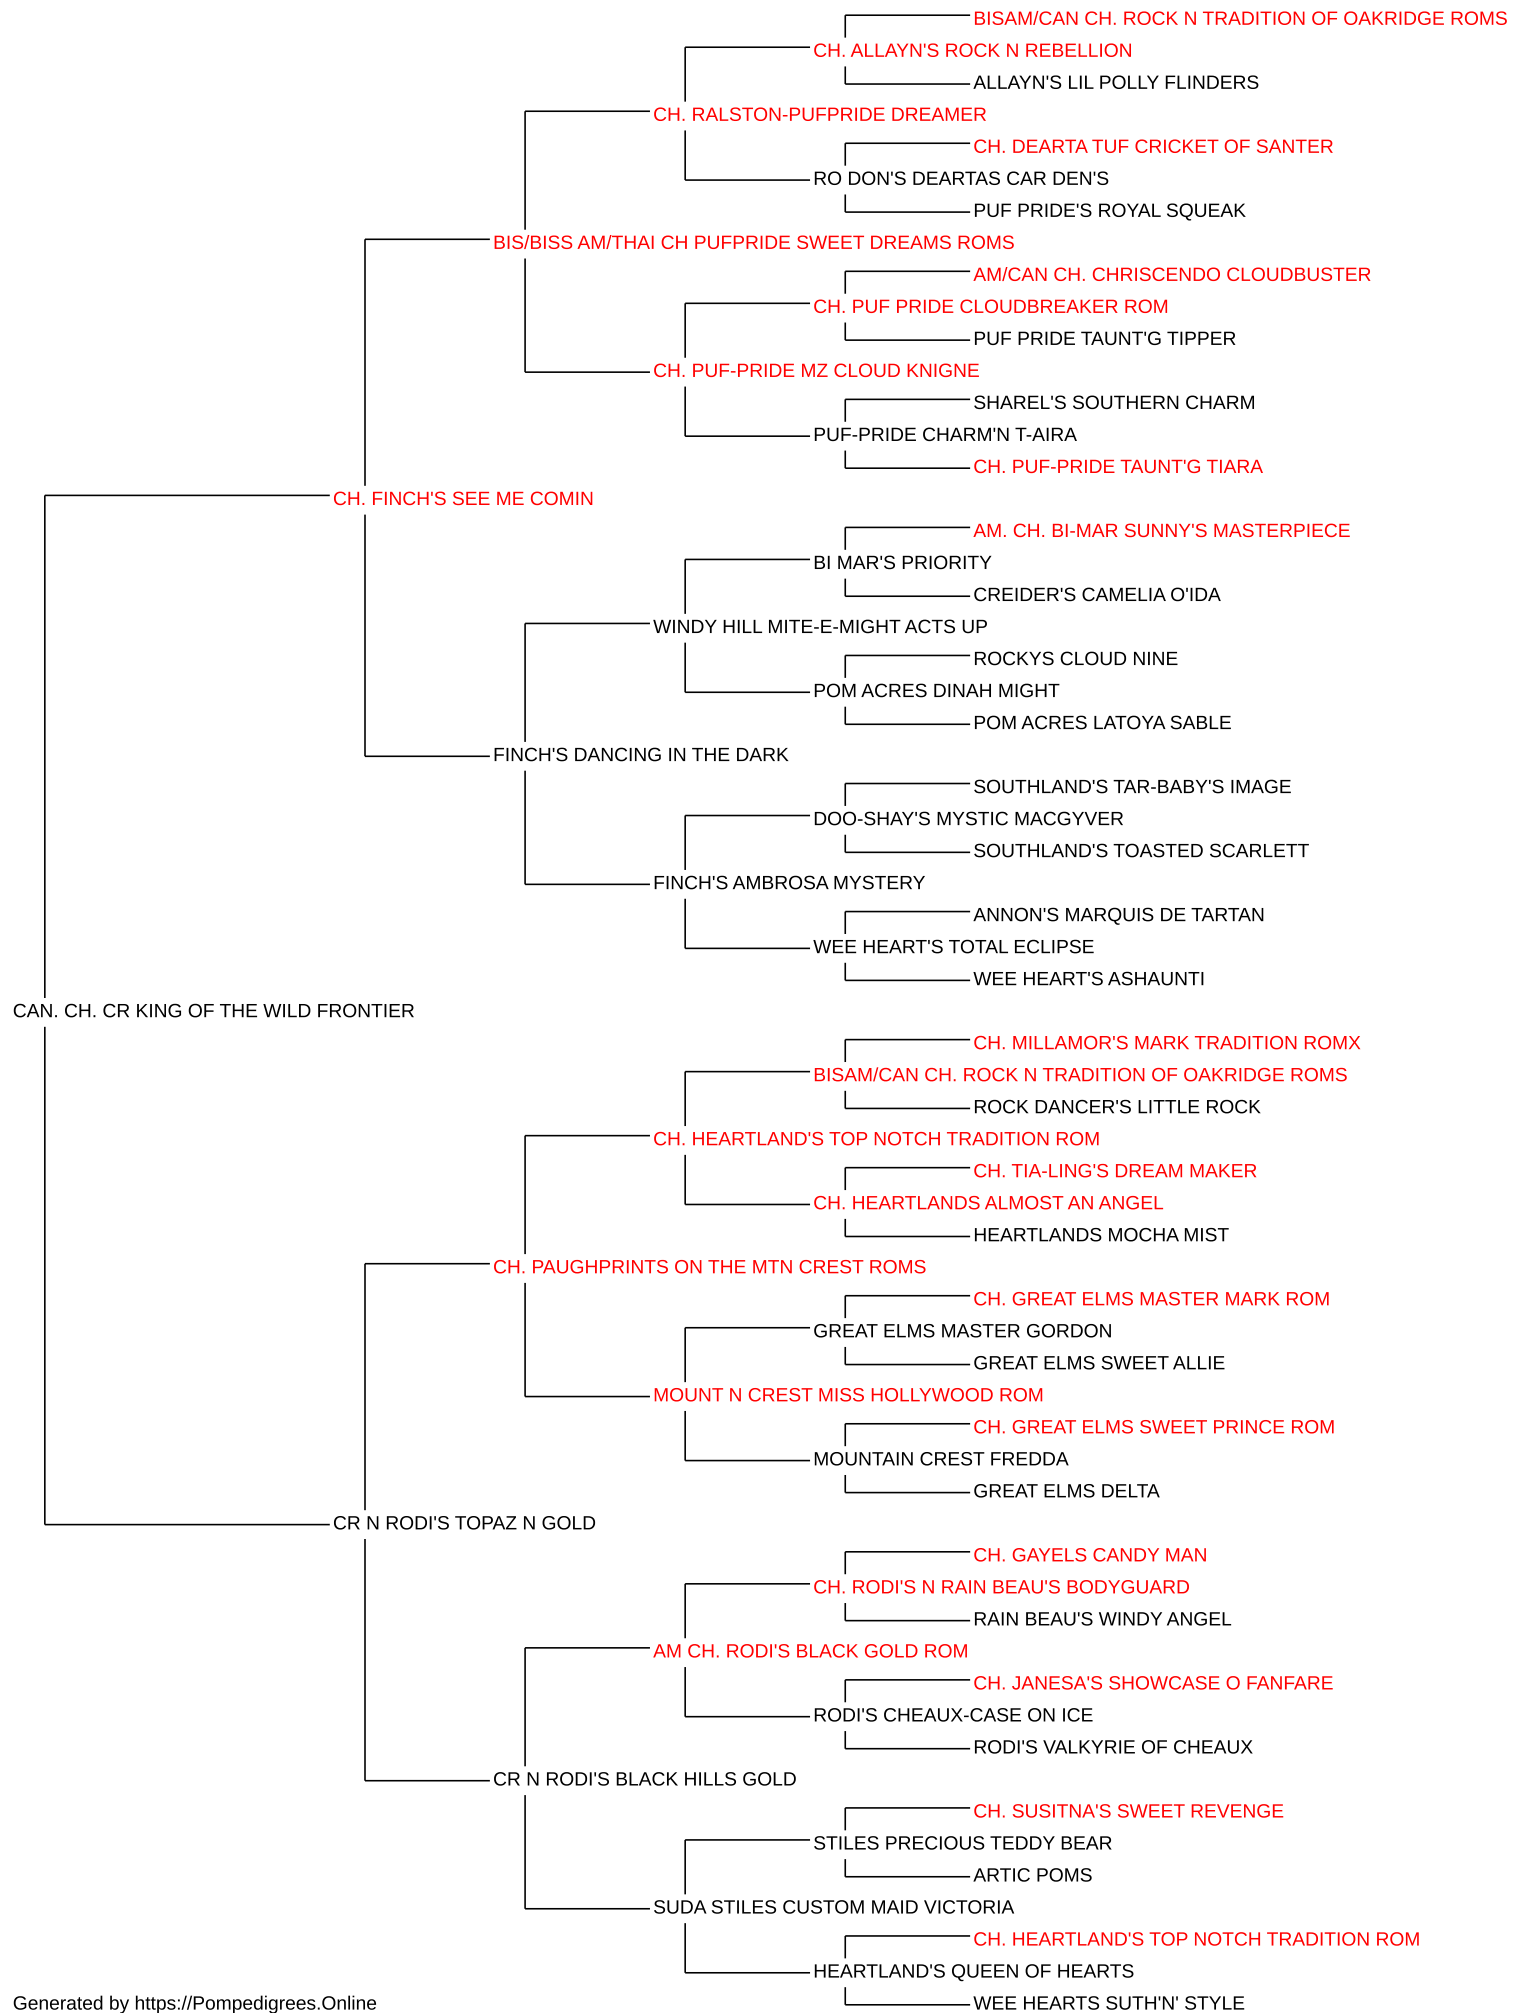 BISAM/CAN CH. ROCK N TRADITION OF OAKRIDGE ROMS
CH. ALLAYN'S ROCK N REBELLION
ALLAYN'S LIL POLLY FLINDERS
CH. RALSTON-PUFPRIDE DREAMER
CH. DEARTA TUF CRICKET OF SANTER
RO DON'S DEARTAS CAR DEN'S
PUF PRIDE'S ROYAL SQUEAK
BIS/BISS AM/THAI CH PUFPRIDE SWEET DREAMS ROMS
AM/CAN CH. CHRISCENDO CLOUDBUSTER
CH. PUF PRIDE CLOUDBREAKER ROM
PUF PRIDE TAUNT'G TIPPER
CH. PUF-PRIDE MZ CLOUD KNIGNE
SHAREL'S SOUTHERN CHARM
PUF-PRIDE CHARM'N T-AIRA
CH. PUF-PRIDE TAUNT'G TIARA
CH. FINCH'S SEE ME COMIN
AM. CH. BI-MAR SUNNY'S MASTERPIECE
BI MAR'S PRIORITY
CREIDER'S CAMELIA O'IDA
WINDY HILL MITE-E-MIGHT ACTS UP
ROCKYS CLOUD NINE
POM ACRES DINAH MIGHT
POM ACRES LATOYA SABLE
FINCH'S DANCING IN THE DARK
SOUTHLAND'S TAR-BABY'S IMAGE
DOO-SHAY'S MYSTIC MACGYVER
SOUTHLAND'S TOASTED SCARLETT
FINCH'S AMBROSA MYSTERY
ANNON'S MARQUIS DE TARTAN
WEE HEART'S TOTAL ECLIPSE
WEE HEART'S ASHAUNTI
CAN. CH. CR KING OF THE WILD FRONTIER
CH. MILLAMOR'S MARK TRADITION ROMX
BISAM/CAN CH. ROCK N TRADITION OF OAKRIDGE ROMS
ROCK DANCER'S LITTLE ROCK
CH. HEARTLAND'S TOP NOTCH TRADITION ROM
CH. TIA-LING'S DREAM MAKER
CH. HEARTLANDS ALMOST AN ANGEL
HEARTLANDS MOCHA MIST
CH. PAUGHPRINTS ON THE MTN CREST ROMS
CH. GREAT ELMS MASTER MARK ROM
GREAT ELMS MASTER GORDON
GREAT ELMS SWEET ALLIE
MOUNT N CREST MISS HOLLYWOOD ROM
CH. GREAT ELMS SWEET PRINCE ROM
MOUNTAIN CREST FREDDA
GREAT ELMS DELTA
CR N RODI'S TOPAZ N GOLD
CH. GAYELS CANDY MAN
CH. RODI'S N RAIN BEAU'S BODYGUARD
RAIN BEAU'S WINDY ANGEL
AM CH. RODI'S BLACK GOLD ROM
CH. JANESA'S SHOWCASE O FANFARE
RODI'S CHEAUX-CASE ON ICE
RODI'S VALKYRIE OF CHEAUX
CR N RODI'S BLACK HILLS GOLD
CH. SUSITNA'S SWEET REVENGE
STILES PRECIOUS TEDDY BEAR
ARTIC POMS
SUDA STILES CUSTOM MAID VICTORIA
CH. HEARTLAND'S TOP NOTCH TRADITION ROM
HEARTLAND'S QUEEN OF HEARTS
WEE HEARTS SUTH'N' STYLE
Generated by https://Pompedigrees.Online